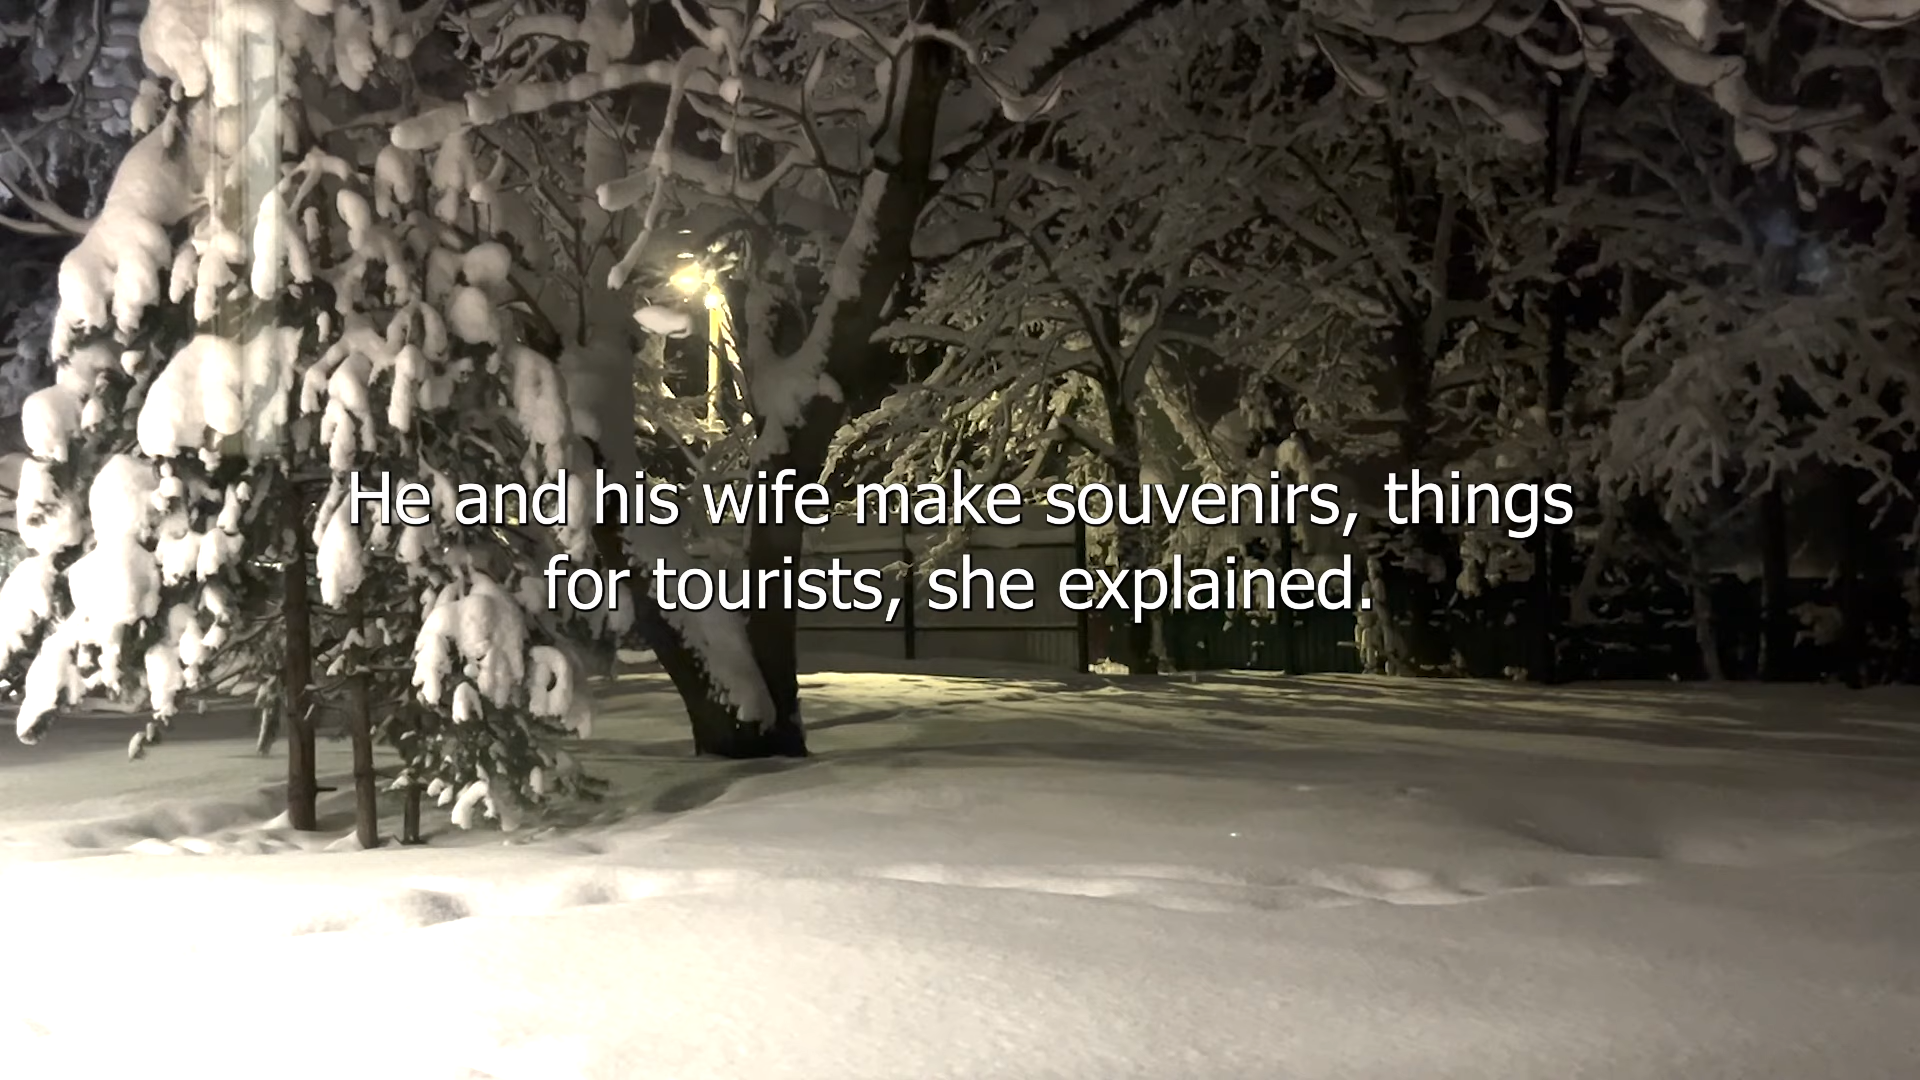 He and his wife make souvenirs, things
for tourists, she explained.